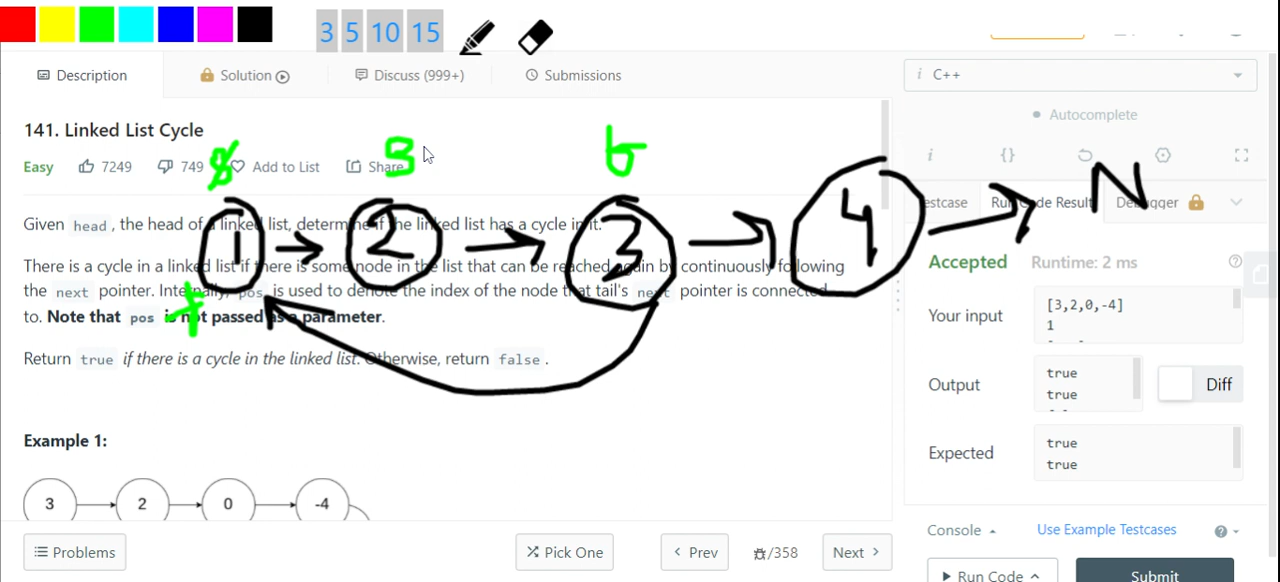 3 5 10 15
Description
Solution
Discuss (999+)
Submissions
i C++
Autocomplete
141. Linked List Cycle
Easy 7249 749 Add to List Share
i {}
Run Code Result
Debugger
Given head, the head of a linked list, determine if the linked list has a cycle in it.
There is a cycle in a linked list if there is some node in the list that can be reached again by continuously following
the next pointer. Internally, pos is used to denote the index of the node that tail's next pointer is connected
to. Note that pos is not passed as a parameter.
Return true if there is a cycle in the linked list. Otherwise, return false.
1 2 3 4 N
Example 1:
3 2 0 -4
Accepted Runtime: 2 ms
Your input
[3,2,0,-4]
1
Output
true
true
Diff
Expected
true
true
Console
Use Example Testcases
Problems
Pick One
Prev
/358
Next
Run Code
Submit